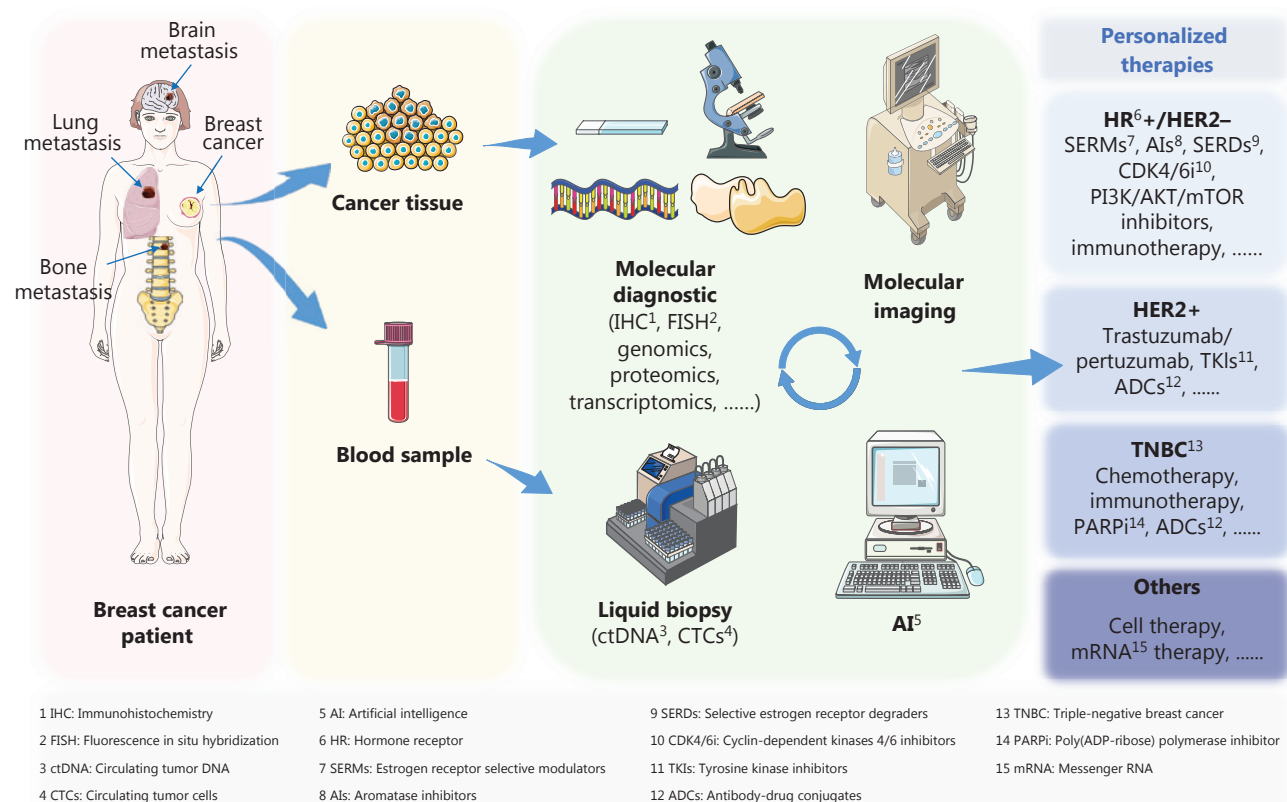 Brain
metastasis
Lung
metastasis
Breast
cancer
Bone
metastasis
Breast cancer
patient
Cancer tissue
Blood sample
Molecular
diagnostic
(IHC¹, FISH²,
genomics,
proteomics,
transcriptomics, ......)
Molecular
imaging
Liquid biopsy
(ctDNA³, CTCs⁴)
AI⁵
Personalized
therapies
HR⁶+/HER2–
SERMs⁷, AIs⁸, SERDs⁹,
CDK4/6i¹⁰,
PI3K/AKT/mTOR
inhibitors,
immunotherapy, ......
HER2+
Trastuzumab/
pertuzumab, TKIs¹¹,
ADCs¹², ......
TNBC¹³
Chemotherapy,
immunotherapy,
PARPi¹⁴, ADCs¹², ......
Others
Cell therapy,
mRNA¹⁵ therapy, ......
1 IHC: Immunohistochemistry
2 FISH: Fluorescence in situ hybridization
3 ctDNA: Circulating tumor DNA
4 CTCs: Circulating tumor cells
5 AI: Artificial intelligence
6 HR: Hormone receptor
7 SERMs: Estrogen receptor selective modulators
8 AIs: Aromatase inhibitors
9 SERDs: Selective estrogen receptor degraders
10 CDK4/6i: Cyclin-dependent kinases 4/6 inhibitors
11 TKIs: Tyrosine kinase inhibitors
12 ADCs: Antibody-drug conjugates
13 TNBC: Triple-negative breast cancer
14 PARPi: Poly(ADP-ribose) polymerase inhibitor
15 mRNA: Messenger RNA